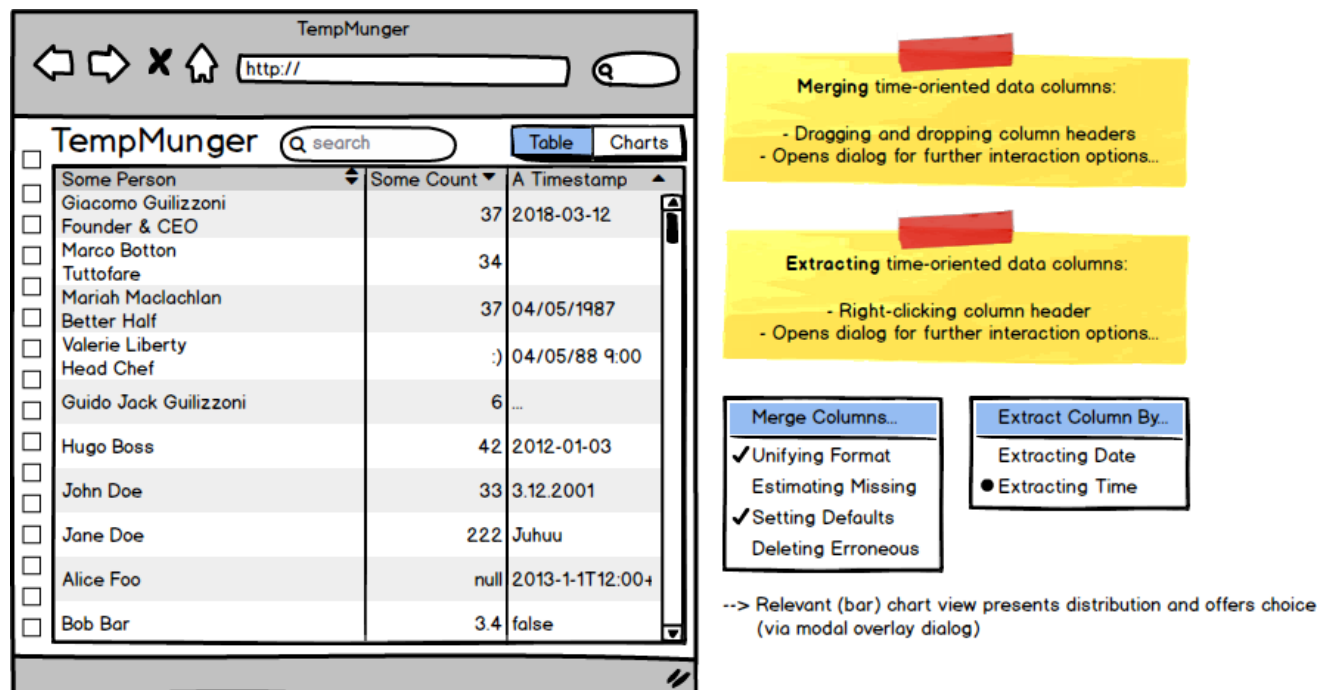 TempMunger
http://
TempMunger
search
Table Charts
Some Person Some Count A Timestamp
Giacomo Guilizzoni
Founder & CEO
37 2018-03-12
Marco Botton
Tuttofare
34
Mariah Maclachlan
Better Half
37 04/05/1987
Valerie Liberty
Head Chef
:) 04/05/88 9:00
Guido Jack Guilizzoni 6 ...
Hugo Boss 42 2012-01-03
John Doe 33 3.12.2001
Jane Doe 222 Juhuu
Alice Foo null 2013-1-1T12:00+
Bob Bar 3.4 false
Merging time-oriented data columns:
- Dragging and dropping column headers
- Opens dialog for further interaction options...
Extracting time-oriented data columns:
- Right-clicking column header
- Opens dialog for further interaction options...
Merge Columns...
Unifying Format
Estimating Missing
Setting Defaults
Deleting Erroneous
Extract Column By...
Extracting Date
Extracting Time
--> Relevant (bar) chart view presents distribution and offers choice
(via modal overlay dialog)